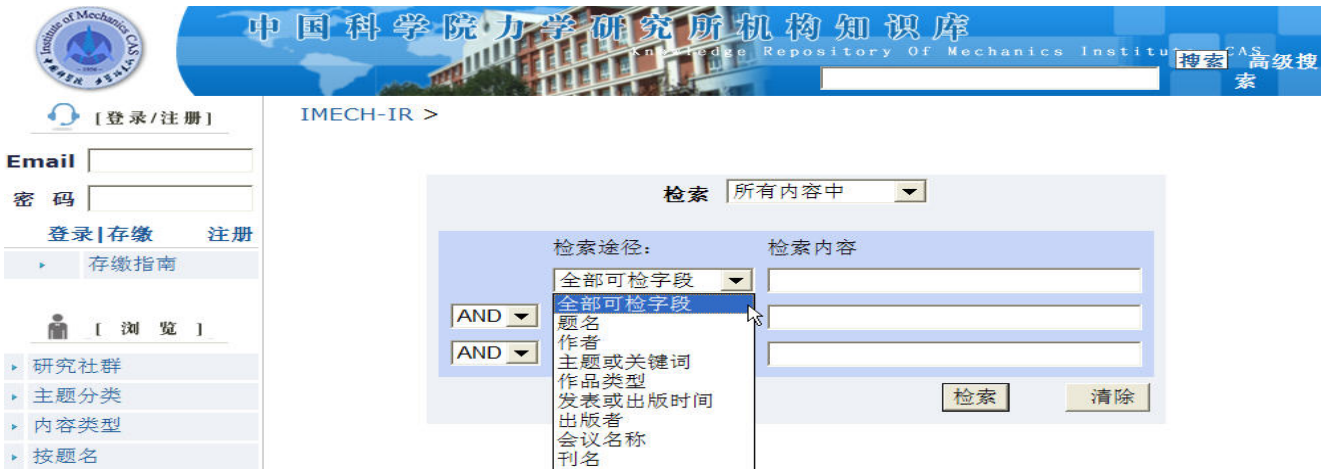 Institute of Mechanics CAS
中国科学院力学研究所机构知识库
Knowledge Repository Of Mechanics Institute, CAS
搜索 高级搜索
[登录/注册]
IMECH-IR >
Email
密 码
登录|存缴 注册
存缴指南
[ 浏 览 ]
研究社群
主题分类
内容类型
按题名
检索 所有内容中
检索途径: 检索内容
全部可检字段
AND
AND
全部可检字段
题名
作者
主题或关键词
作品类型
发表或出版时间
出版者
会议名称
刊名
检索 清除